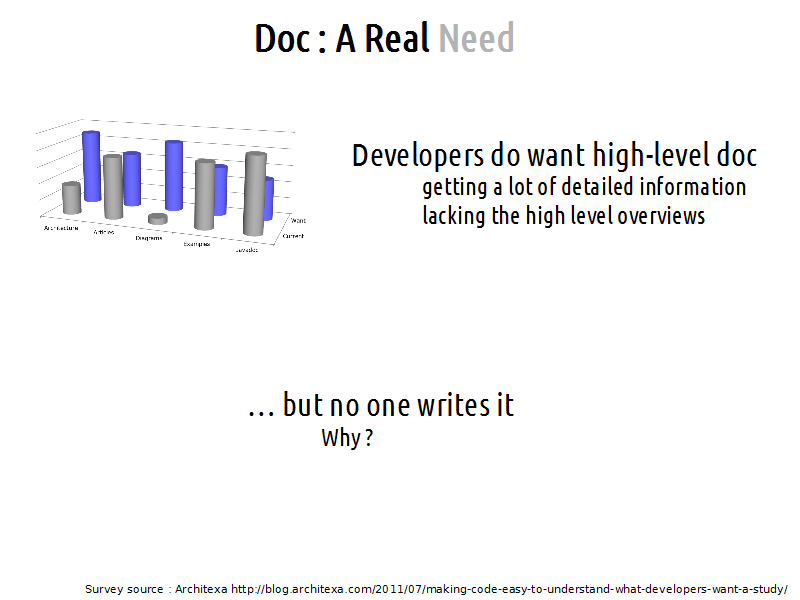 Doc : A Real Need
Developers do want high-level doc
getting a lot of detailed information
lacking the high level overviews
Want
Current
Architecture
Articles
Diagrams
Examples
Javadoc
... but no one writes it
Why ?
Survey source : Architexa http://blog.architexa.com/2011/07/making-code-easy-to-understand-what-developers-want-a-study/